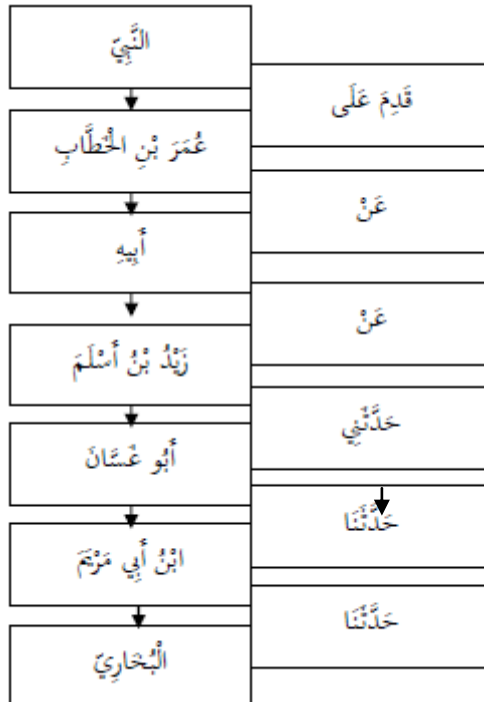 النَّبِيّ
قَدِمَ عَلَى
عُمَرَ بْنِ الْخَطَّابِ
عَنْ
أَبِيهِ
عَنْ
زَيْدُ بْنُ أَسْلَمَ
حَدَّثَنِي
أَبُو غَسَّانَ
حَدَّثَنَا
ابْنُ أَبِي مَرْيَمَ
حَدَّثَنَا
الْبُخَارِيّ